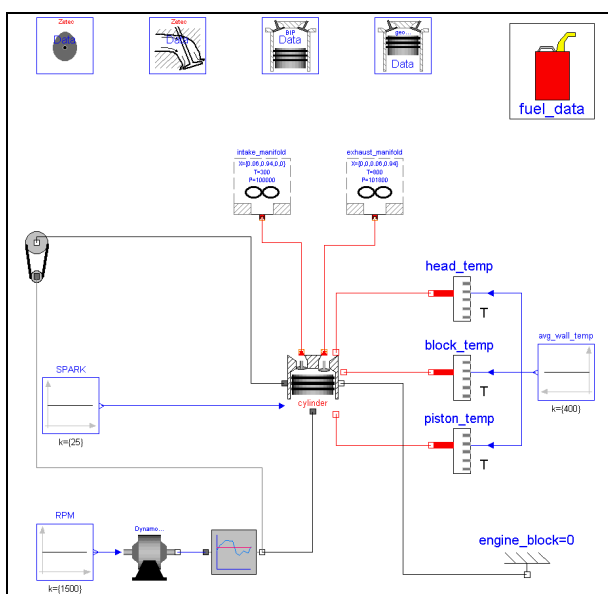 Zetec
Data
Zetec
Data
BIP
Data
geo...
Data
fuel_data
intake_manifold
X={0.06,0.94,0,0}
T=300
P=100000
exhaust_manifold
X={0,0,0.06,0.94}
T=800
P=101800
head_temp
T
SPARK
k={25}
cylinder
block_temp
T
avg_wall_temp
k={400}
piston_temp
T
RPM
k={1500}
Dynamo...
engine_block=0